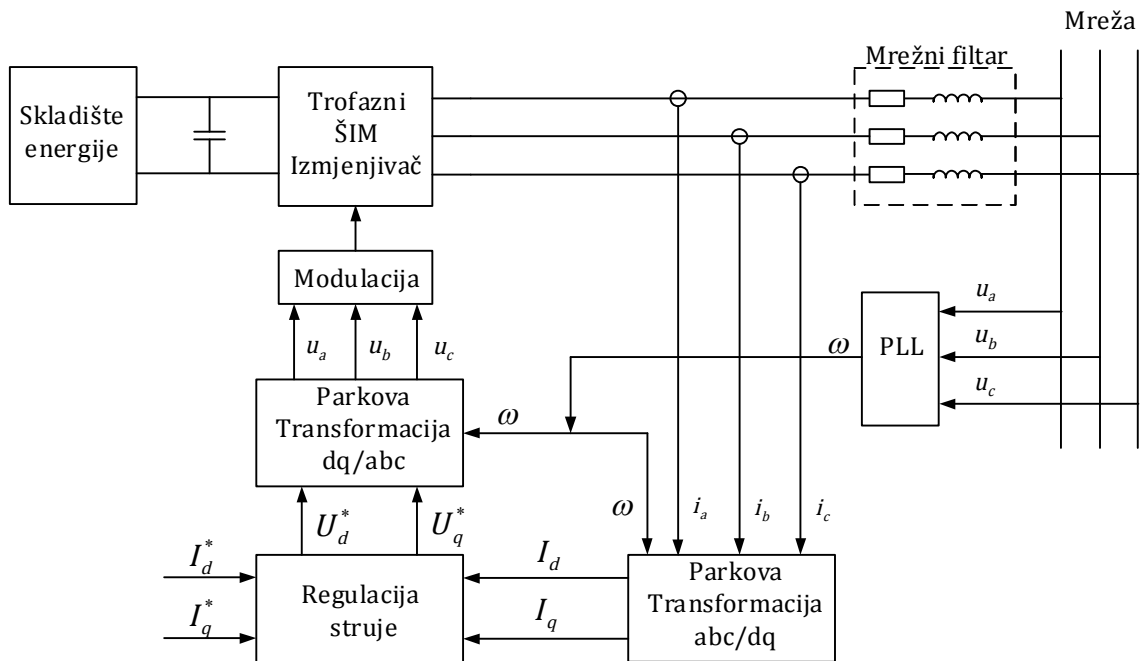 Mreža
Mrežni filtar
Skladište
energije
Trofazni
ŠIM
Izmjenjivač
Modulacija
u_a
u_b
u_c
PLL
ω
u_a
u_b
u_c
Parkova
Transformacija
dq/abc
ω
ω
i_a
i_b
i_c
U_d^*
U_q^*
I_d^*
I_q^*
Regulacija
struje
I_d
I_q
Parkova
Transformacija
abc/dq